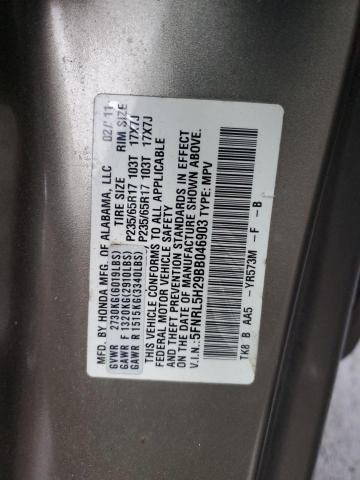 MFD. BY HONDA MFG. OF ALABAMA, LLC 02/11
TIRE SIZE RIM SIZE
GVWR 2730KG(6019LBS)
GAWR F 1320KG(2910LBS) P235/65R17 103T 17X7J
GAWR R 1515KG(3340LBS) P235/65R17 103T 17X7J
THIS VEHICLE CONFORMS TO ALL APPLICABLE
FEDERAL MOTOR VEHICLE SAFETY
AND THEFT PREVENTION STANDARDS IN EFFECT
ON THE DATE OF MANUFACTURE SHOWN ABOVE.
V.I.N.: 5FNRL5H29BB046903 TYPE: MPV
TK8 B AA5 -YR573M -F -B